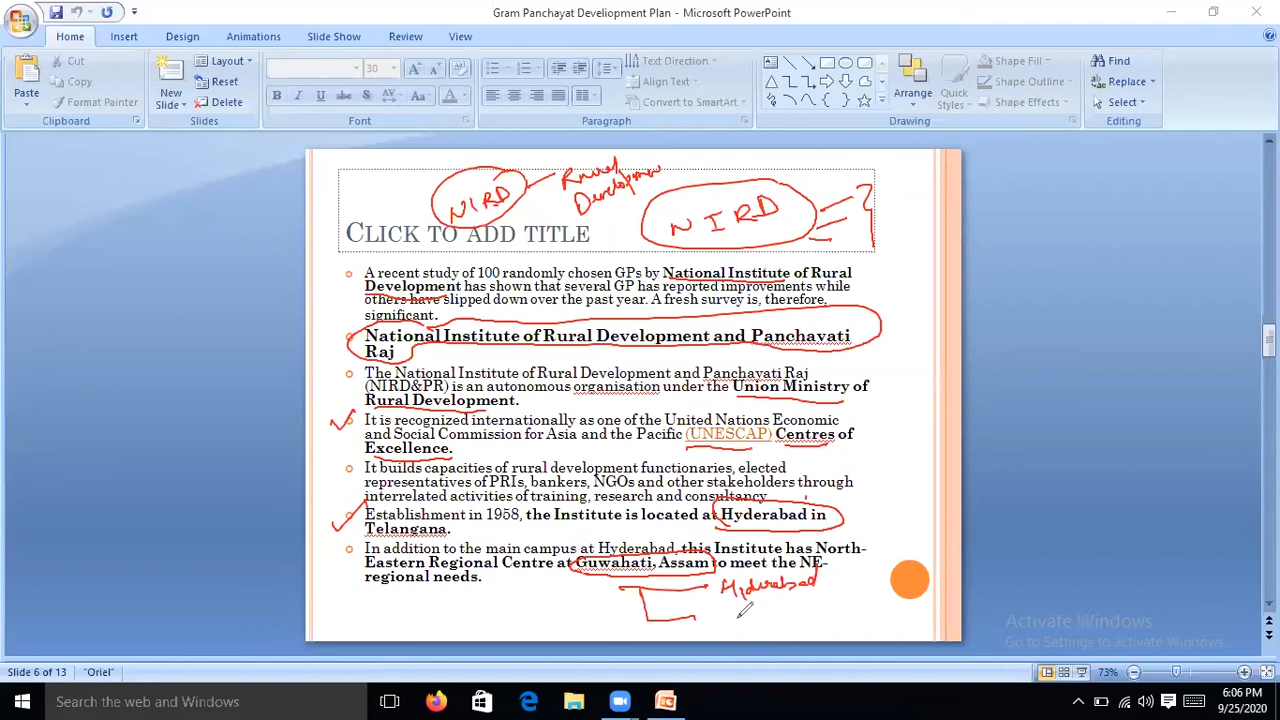 Gram Panchayat Develiopment Plan - Microsoft PowerPoint
Home Insert Design Animations Slide Show Review View
Cut
Copy
Format Painter
Paste
Clipboard
New
Slide
Layout
Reset
Delete
Slides
30
B I U abc S AV Aa A
Font
Text Direction
Align Text
Convert to SmartArt
Paragraph
Arrange
Quick
Styles
Shape Fill
Shape Outline
Shape Effects
Drawing
Find
Replace
Select
Editing
NIRD Rural
Development
NIRD
CLICK TO ADD TITLE
A recent study of 100 randomly chosen GPs by National Institute of Rural
Development has shown that several GP has reported improvements while
others have slipped down over the past year. A fresh survey is, therefore,
significant.
National Institute of Rural Development and Panchayati
Raj
The National Institute of Rural Development and Panchayati Raj
(NIRD&PR) is an autonomous organisation under the Union Ministry of
Rural Development.
It is recognized internationally as one of the United Nations Economic
and Social Commission for Asia and the Pacific (UNESCAP) Centres of
Excellence.
It builds capacities of rural development functionaries, elected
representatives of PRIs, bankers, NGOs and other stakeholders through
interrelated activities of training, research and consultancy
Establishment in 1958, the Institute is located at Hyderabad in
Telangana.
In addition to the main campus at Hyderabad, this Institute has North-
Eastern Regional Centre at Guwahati, Assam to meet the NE-
regional needs.
Hyderabad
Activate Windows
Go to Settings to activate Windows.
Slide 6 of 13 "Oriel" 73%
Search the web and Windows
6:06 PM
9/25/2020